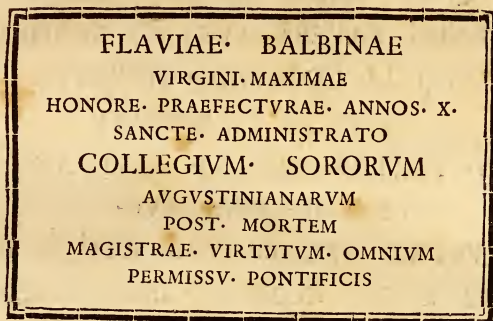 FLAVIAE· BALBINAE
VIRGINI· MAXIMAE
HONORE· PRAEFECTVRAE· ANNOS· X·
SANCTE· ADMINISTRATO
COLLEGIVM· SORORVM
AVGVSTINIANARVM
POST· MORTEM
MAGISTRAE· VIRTVTVM· OMNIVM
PERMISSV· PONTIFICIS